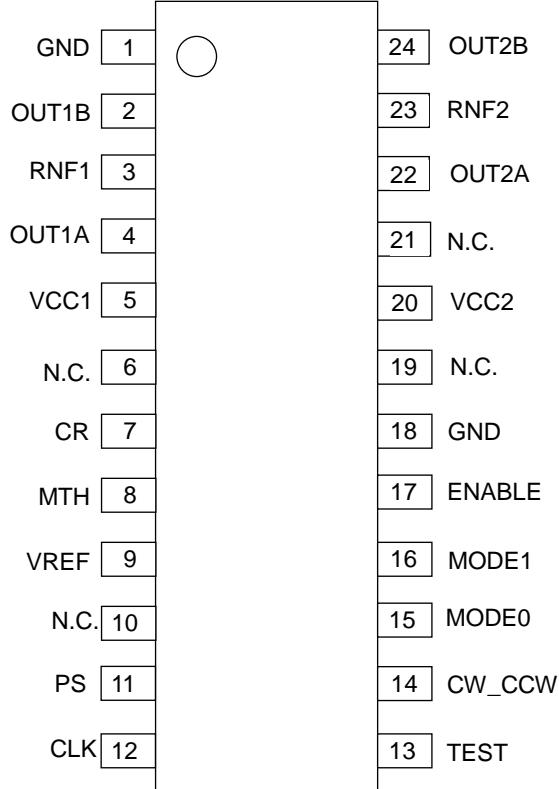 GND 1 24 OUT2B
OUT1B 2 23 RNF2
RNF1 3 22 OUT2A
OUT1A 4 21 N.C.
VCC1 5 20 VCC2
N.C. 6 19 N.C.
CR 7 18 GND
MTH 8 17 ENABLE
VREF 9 16 MODE1
N.C. 10 15 MODE0
PS 11 14 CW_CCW
CLK 12 13 TEST